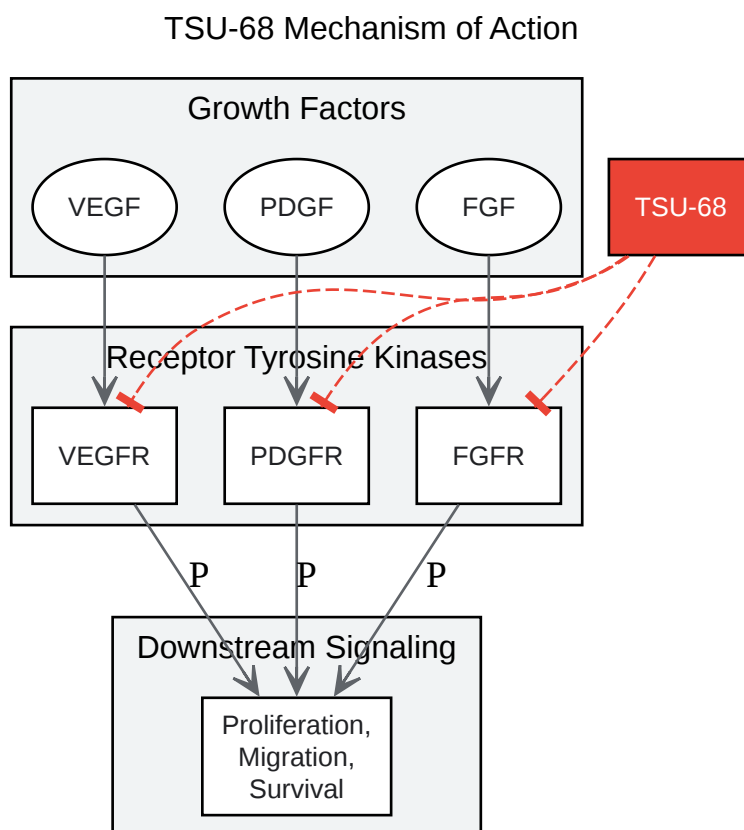 TSU-68 Mechanism of Action
Growth Factors
VEGF
PDGF
FGF
TSU-68
Receptor Tyrosine Kinases
VEGFR
PDGFR
FGFR
P
P
P
Downstream Signaling
Proliferation,
Migration,
Survival